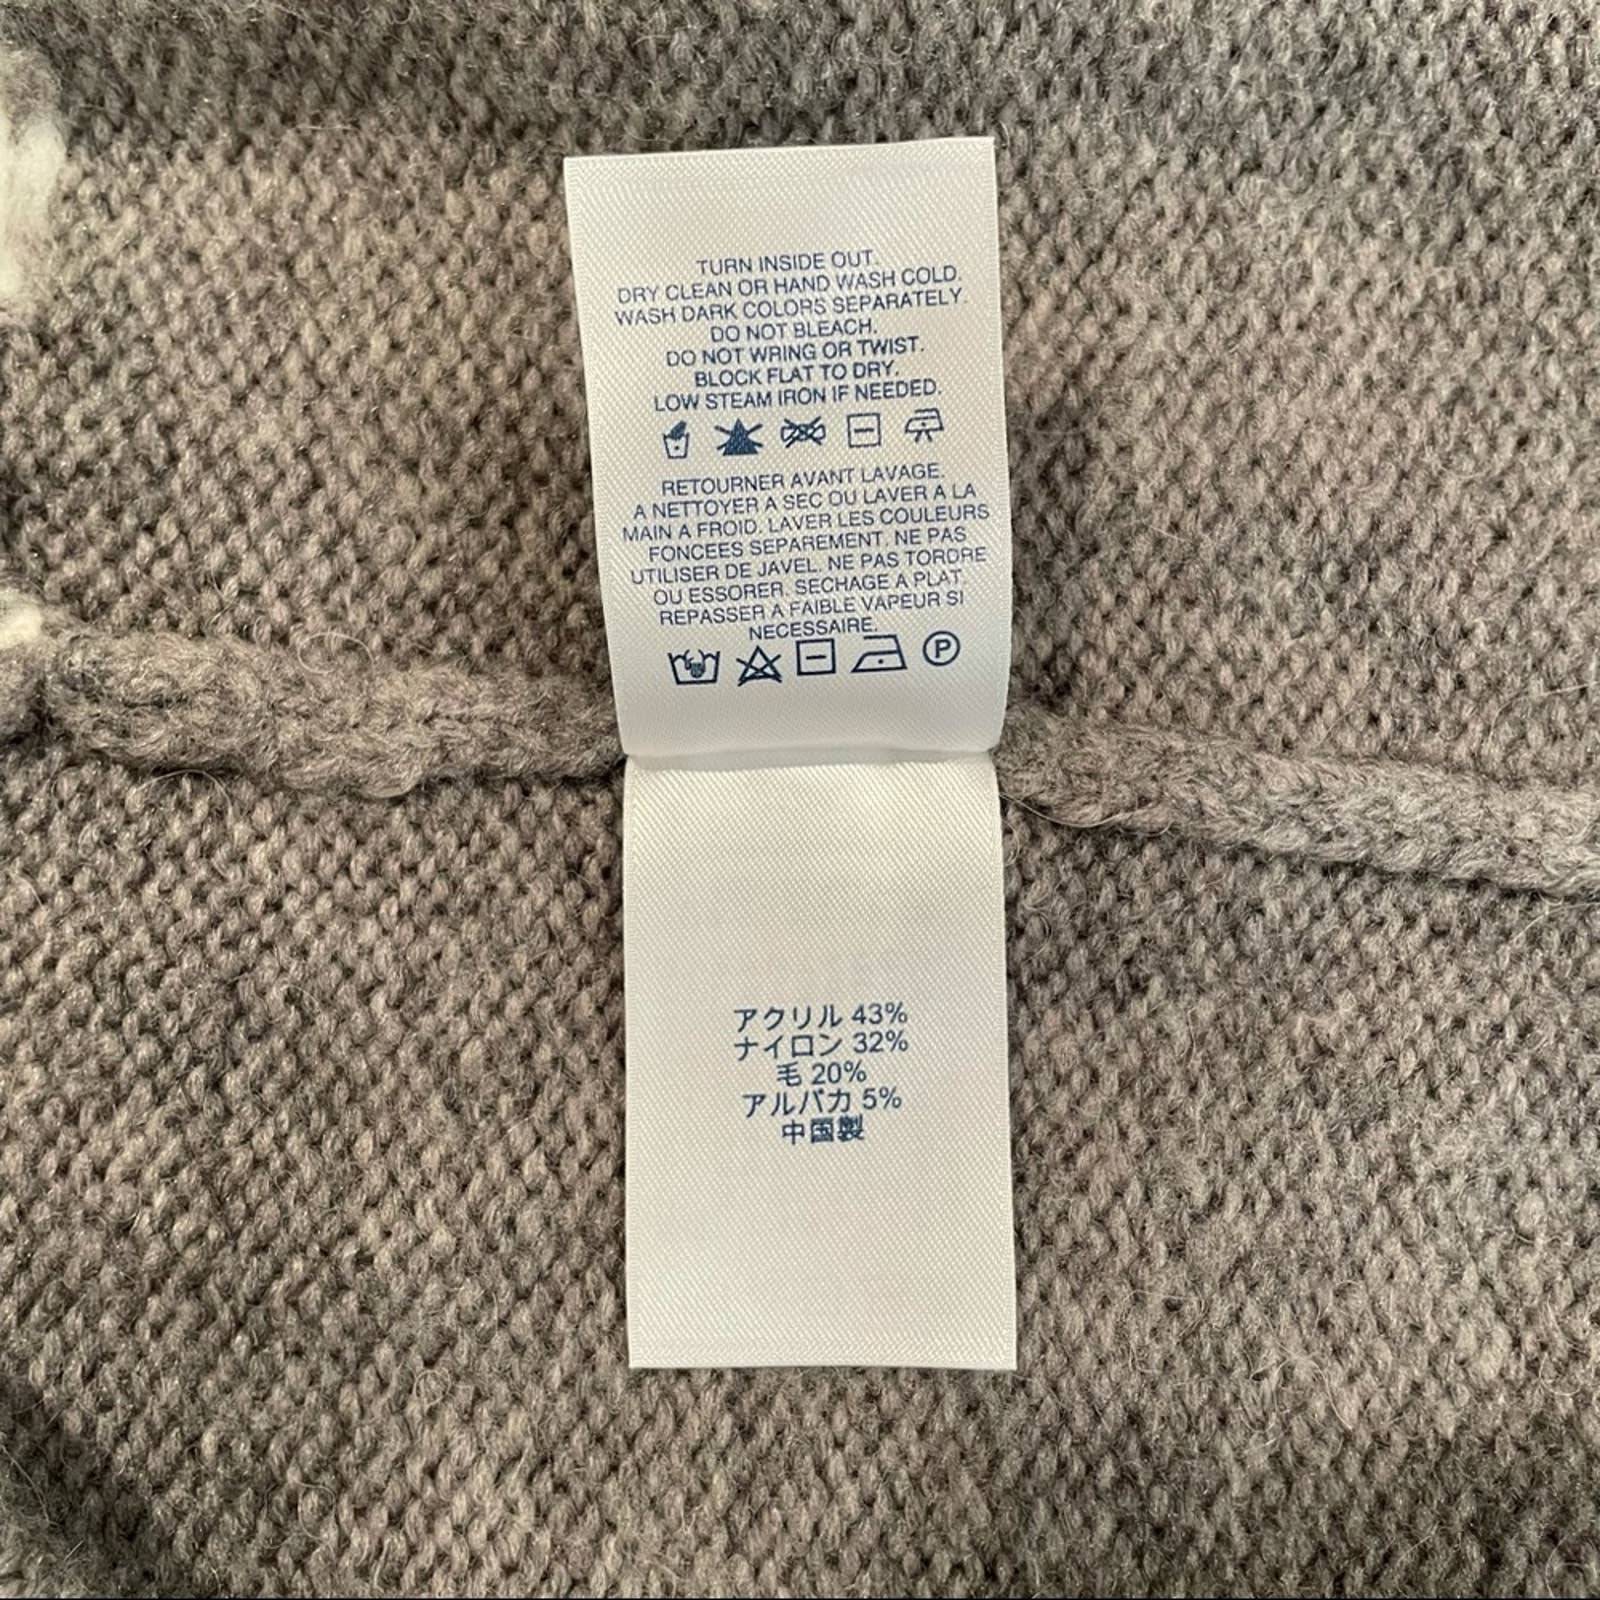 TURN INSIDE OUT.
DRY CLEAN OR HAND WASH COLD.
WASH DARK COLORS SEPARATELY.
DO NOT BLEACH.
DO NOT WRING OR TWIST.
BLOCK FLAT TO DRY.
LOW STEAM IRON IF NEEDED.
RETOURNER AVANT LAVAGE.
A NETTOYER A SEC OU LAVER A LA
MAIN A FROID. LAVER LES COULEURS
FONCEES SEPAREMENT. NE PAS
UTILISER DE JAVEL. NE PAS TORDRE
OU ESSORER. SECHAGE A PLAT.
REPASSER A FAIBLE VAPEUR SI
NECESSAIRE.
P
アクリル 43%
ナイロン 32%
毛 20%
アルパカ 5%
中国製